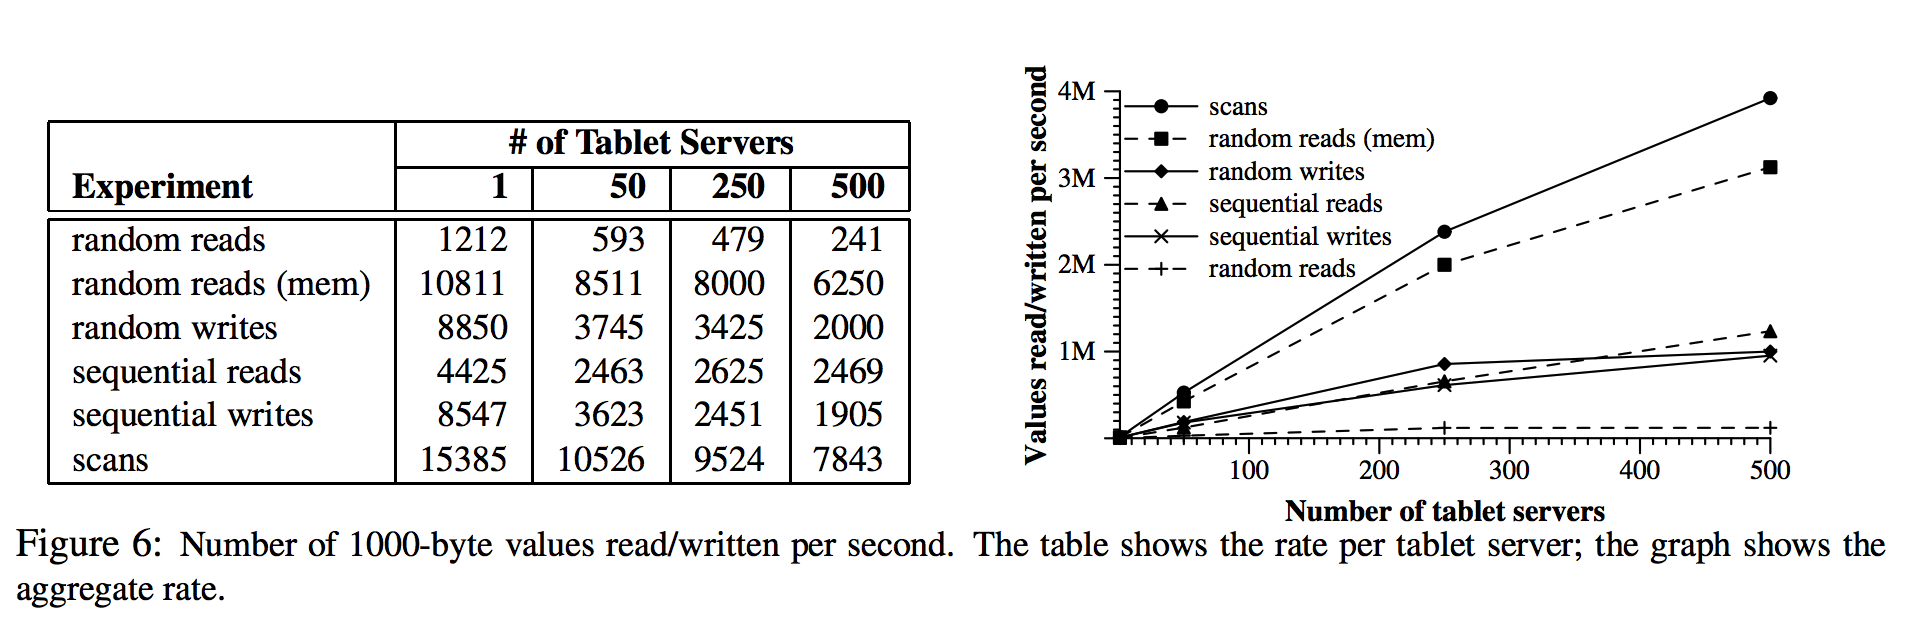 # of Tablet Servers
Experiment 1 50 250 500
random reads 1212 593 479 241
random reads (mem) 10811 8511 8000 6250
random writes 8850 3745 3425 2000
sequential reads 4425 2463 2625 2469
sequential writes 8547 3623 2451 1905
scans 15385 10526 9524 7843
Values read/written per second
4M
3M
2M
1M
scans
random reads (mem)
random writes
sequential reads
sequential writes
random reads
100 200 300 400 500
Number of tablet servers
Figure 6: Number of 1000-byte values read/written per second. The table shows the rate per tablet server; the graph shows the
aggregate rate.